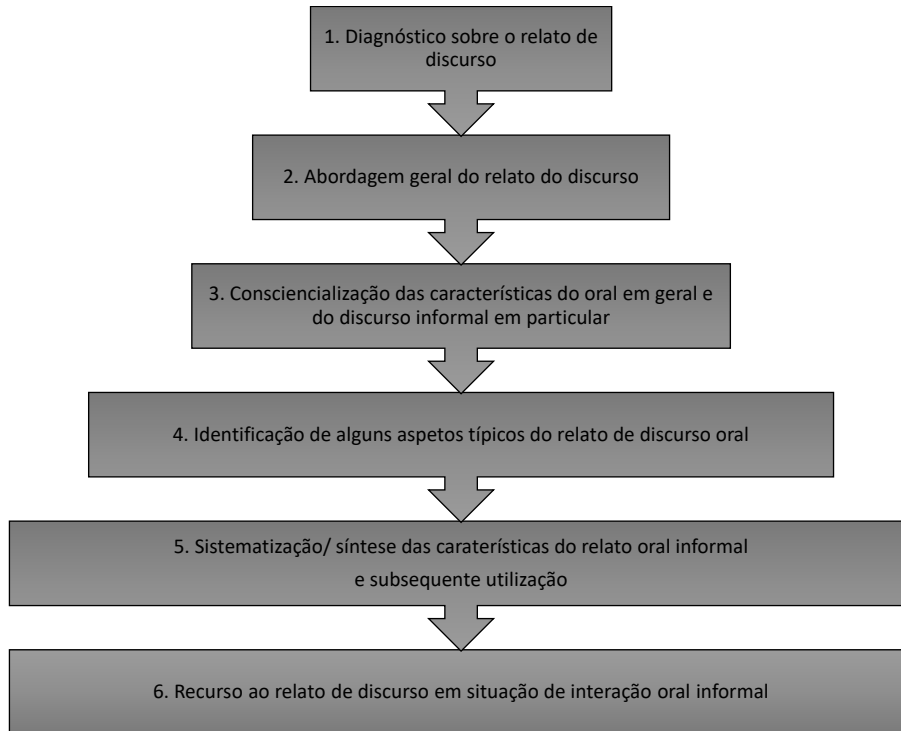 1. Diagnóstico sobre o relato de
discurso
2. Abordagem geral do relato do discurso
3. Consciencialização das características do oral em geral e
do discurso informal em particular
4. Identificação de alguns aspetos típicos do relato de discurso oral
5. Sistematização/ síntese das caraterísticas do relato oral informal
e subsequente utilização
6. Recurso ao relato de discurso em situação de interação oral informal